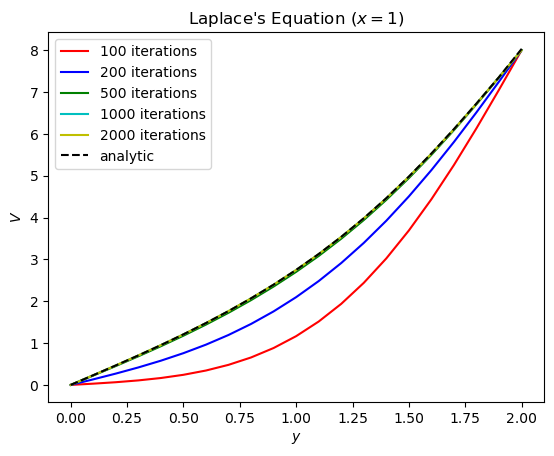 Laplace's Equation (x = 1)
100 iterations
200 iterations
500 iterations
1000 iterations
2000 iterations
analytic
V
8
7
6
5
4
3
2
1
0
0.00 0.25 0.50 0.75 1.00 1.25 1.50 1.75 2.00
y